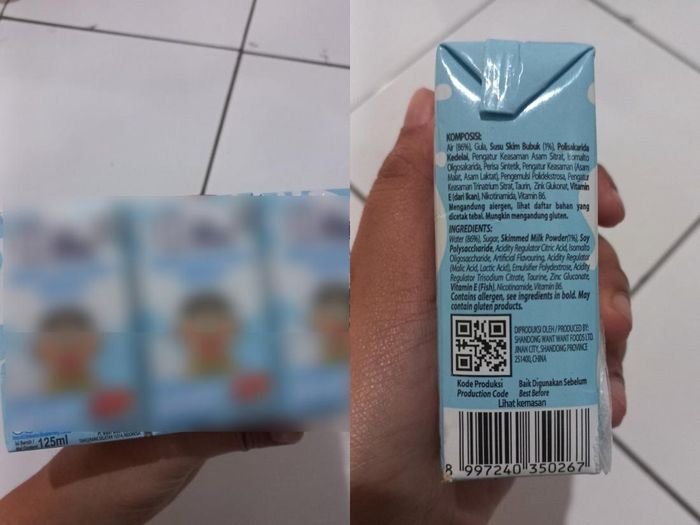 125ml
KOMPOSISI:
Air (86%), Gula, Susu Skim Bubuk (1%), Polisakarida
Kedelai, Pengatur Keasaman Asam Sitrat, Isomalto
Oligosakarida, Perisa Sintetik, Pengatur Keasaman (Asam
Malat, Asam Laktat), Pengemulsi Polidekstrosa, Pengatur
Keasaman Trinatrium Sitrat, Taurin, Zink Glukonat, Vitamin
E (dari Ikan), Nikotinamida, Vitamin B6.
Mengandung alergen, lihat daftar bahan yang
dicetak tebal. Mungkin mengandung gluten.
INGREDIENTS:
Water (86%), Sugar, Skimmed Milk Powder(1%), Soy
Polysaccharide, Acidity Regulator Citric Acid, Isomalto
Oligosaccharide, Artificial Flavouring, Acidity Regulator
(Malic Acid, Lactic Acid), Emulsifier Polydextrose, Acidity
Regulator Trisodium Citrate, Taurine, Zinc Gluconate,
Vitamin E (Fish), Nicotinamide, Vitamin B6.
Contains allergen, see ingredients in bold. May
contain gluten products.
DIPRODUKSI OLEH / PRODUCED BY:
SHANDONG WANT WANT FOODS LTD.
JINAN CITY, SHANDONG PROVINCE
251400, CHINA
Kode Produksi
Production Code
Baik Digunakan Sebelum
Best Before
Lihat kemasan
8 997240 350267